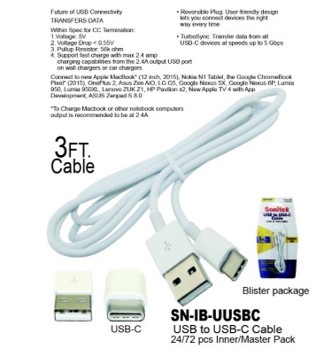 Future of USB Connectivity
TRANSFERS DATA
Within Spec for CC Termination:
1. Voltage: 5V
2. Voltage Drop < 0.55V
3. Pullup Resistor: 56k ohm
4. Support fast charge with max 2.4 amp
charging capabilities from the 2.4A output USB port
on wall chargers or car chargers
• Reversible Plug: User-friendly design
lets you connect devices the right
way every time
• TurboSync: Transfer data from all
USB-C devices at speeds up to 5 Gbps
Connect to new Apple MacBook* (12 inch, 2015), Nokia N1 Tablet, the Google ChromeBook
Pixel* (2015), OnePlus 2, Asus Zen AiO, LG G5, Google Nexus 5X, Google Nexus 6P, Lumia
950, Lumia 950XL, Lenovo ZUK Z1, HP Pavilion x2, New Apple TV 4 with App
Development, ASUS Zenpad S 8.0
*To Charge Macbook or other notebook computers
output is recommended to be at 2.4A
3FT.
Cable
Sonitek
USB to USB-C
Cable
Blister package
USB-C
SN-IB-UUSBC
USB to USB-C Cable
24/72 pcs Inner/Master Pack